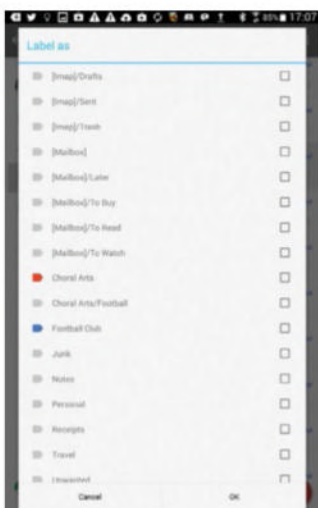 85% 17:07
Label as
[Imap]/Drafts
[Imap]/Sent
[Imap]/Trash
[Mailbox]
[Mailbox]/Later
[Mailbox]/To Buy
[Mailbox]/To Read
[Mailbox]/To Watch
Choral Arts
Choral Arts/Football
Football Club
Junk
Notes
Personal
Receipts
Travel
Unwanted
Cancel OK